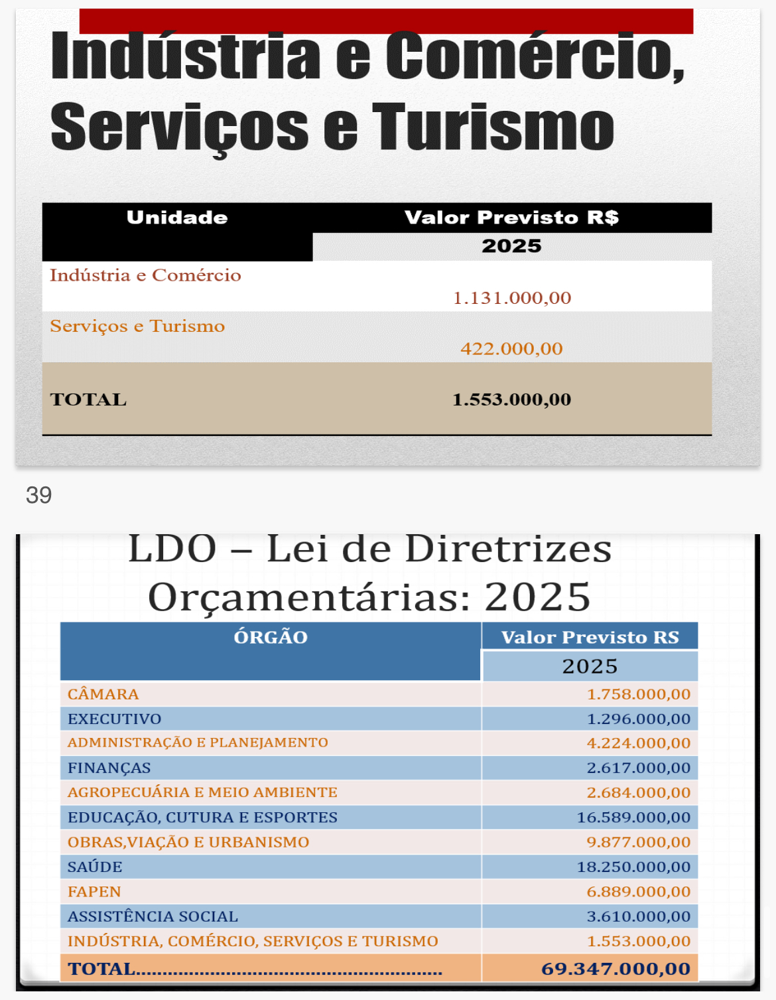 Indústria e Comércio,
Serviços e Turismo
Unidade Valor Previsto R$
2025
Indústria e Comércio
1.131.000,00
Serviços e Turismo
422.000,00
TOTAL 1.553.000,00
39
LDO – Lei de Diretrizes
Orçamentárias: 2025
ÓRGÃO Valor Previsto RS
2025
CÂMARA 1.758.000,00
EXECUTIVO 1.296.000,00
ADMINISTRAÇÃO E PLANEJAMENTO 4.224.000,00
FINANÇAS 2.617.000,00
AGROPECUÁRIA E MEIO AMBIENTE 2.684.000,00
EDUCAÇÃO, CUTURA E ESPORTES 16.589.000,00
OBRAS,VIAÇÃO E URBANISMO 9.877.000,00
SAÚDE 18.250.000,00
FAPEN 6.889.000,00
ASSISTÊNCIA SOCIAL 3.610.000,00
INDÚSTRIA, COMÉRCIO, SERVIÇOS E TURISMO 1.553.000,00
TOTAL.......................................................... 69.347.000,00